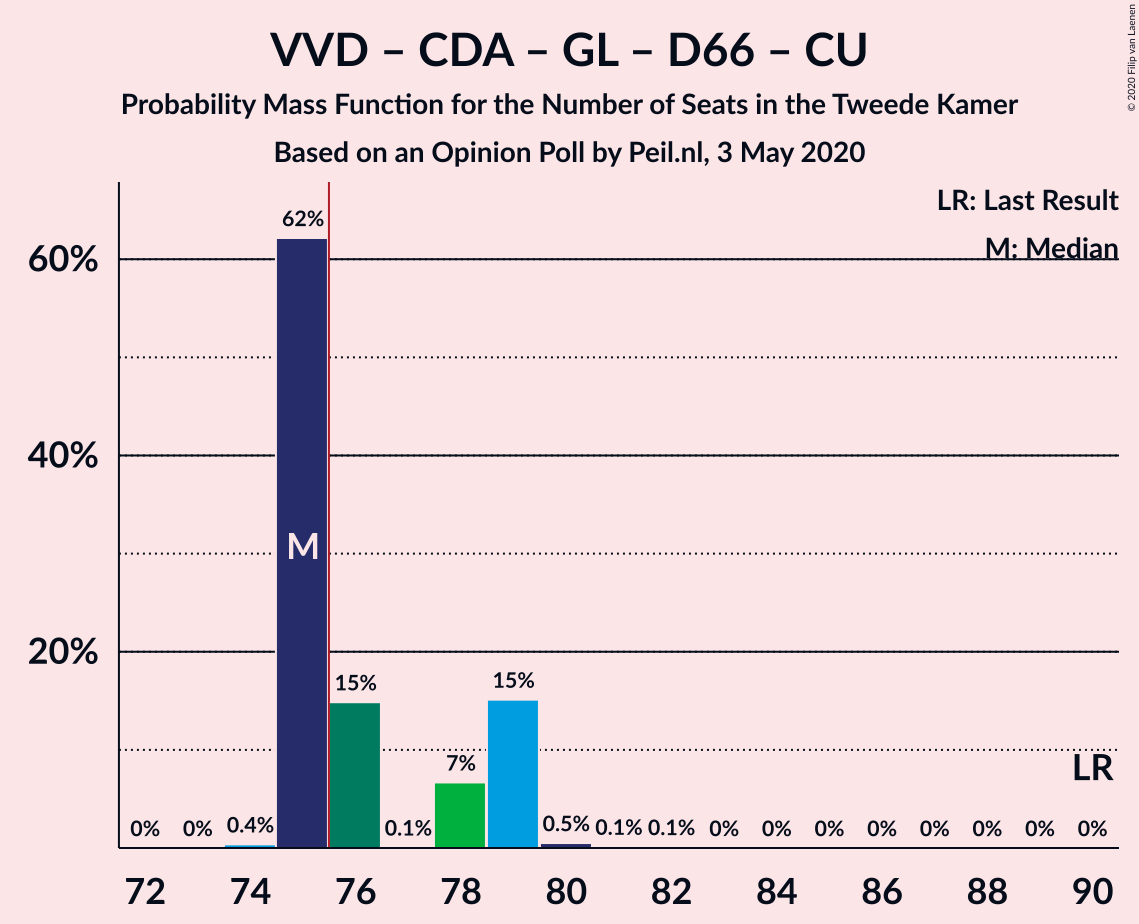 VVD – CDA – GL – D66 – CU
Probability Mass Function for the Number of Seats in the Tweede Kamer
Based on an Opinion Poll by Peil.nl, 3 May 2020
© 2020 Filip van Laenen
LR: Last Result
M: Median
60%
40%
20%
62%
M
15%
15%
7%
LR
0% 0% 0.4% 0.1% 0.5% 0.1% 0.1% 0% 0% 0% 0% 0% 0% 0% 0%
72 74 76 78 80 82 84 86 88 90